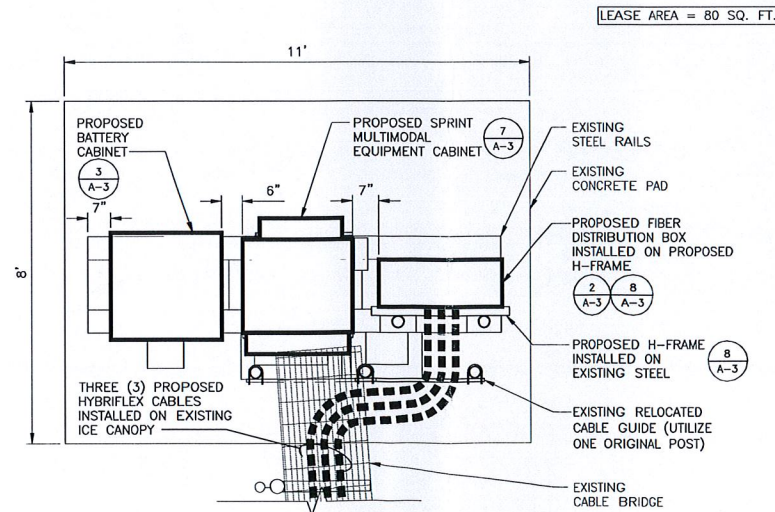 LEASE AREA = 80 SQ. FT.
11'
8'
PROPOSED
BATTERY
CABINET
3
A-3
7"
6"
PROPOSED SPRINT
MULTIMODAL
EQUIPMENT CABINET
7
A-3
7"
EXISTING
STEEL RAILS
EXISTING
CONCRETE PAD
PROPOSED FIBER
DISTRIBUTION BOX
INSTALLED ON PROPOSED
H-FRAME
2
A-3
8
A-3
PROPOSED H-FRAME
INSTALLED ON
EXISTING STEEL
8
A-3
THREE (3) PROPOSED
HYBRIFLEX CABLES
INSTALLED ON EXISTING
ICE CANOPY
EXISTING RELOCATED
CABLE GUIDE (UTILIZE
ONE ORIGINAL POST)
EXISTING
CABLE BRIDGE